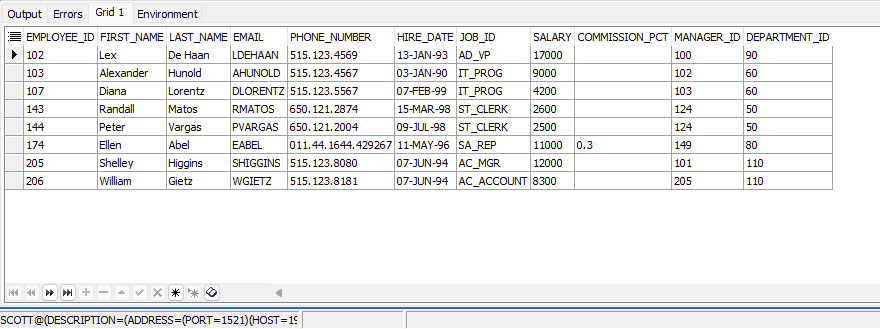 Output Errors Grid 1 Environment
EMPLOYEE_ID FIRST_NAME LAST_NAME EMAIL PHONE_NUMBER HIRE_DATE JOB_ID SALARY COMMISSION_PCT MANAGER_ID DEPARTMENT_ID
102 Lex De Haan LDEHAAN 515.123.4569 13-JAN-93 AD_VP 17000 100 90
103 Alexander Hunold AHUNOLD 515.123.4567 03-JAN-90 IT_PROG 9000 102 60
107 Diana Lorentz DLORENTZ 515.123.5567 07-FEB-99 IT_PROG 4200 103 60
143 Randall Matos RMATOS 650.121.2874 15-MAR-98 ST_CLERK 2600 124 50
144 Peter Vargas PVARGAS 650.121.2004 09-JUL-98 ST_CLERK 2500 124 50
174 Ellen Abel EABEL 011.44.1644.429267 11-MAY-96 SA_REP 11000 0.3 149 80
205 Shelley Higgins SHIGGINS 515.123.8080 07-JUN-94 AC_MGR 12000 101 110
206 William Gietz WGIETZ 515.123.8181 07-JUN-94 AC_ACCOUNT 8300 205 110
SCOTT@(DESCRIPTION=(ADDRESS=(PORT=1521)(HOST=19